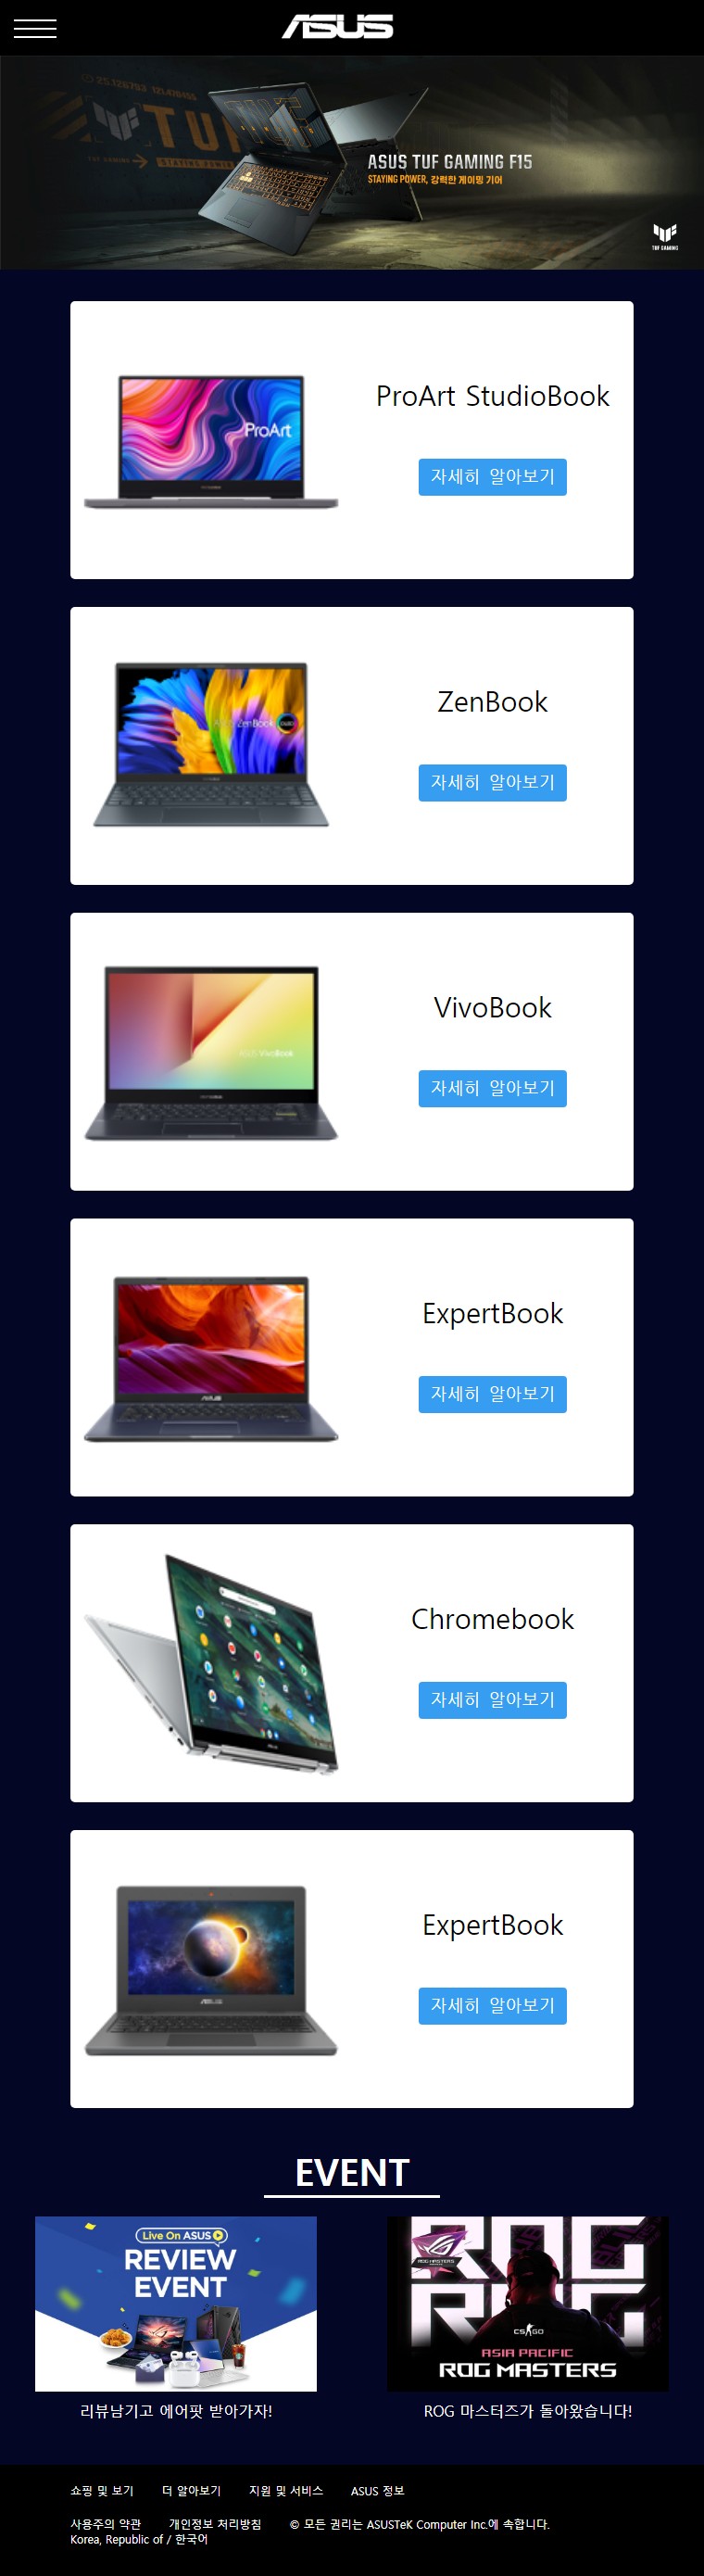 ASUS
ASUS TUF GAMING F15
STAYING POWER, 강력한 게이밍 기어
TUF GAMING
ProArt
ProArt StudioBook
자세히 알아보기
ZenBook
자세히 알아보기
VivoBook
자세히 알아보기
ASUS
ExpertBook
자세히 알아보기
Chromebook
자세히 알아보기
ASUS
ExpertBook
자세히 알아보기
EVENT
Live On ASUS
REVIEW
EVENT
리뷰남기고 에어팟 받아가자!
ROG
ROG MASTERS
CS GO
ASIA PACIFIC
ROG MASTERS
ROG 마스터즈가 돌아왔습니다!
쇼핑 및 보기 더 알아보기 지원 및 서비스 ASUS 정보
사용주의 약관 개인정보 처리방침 © 모든 권리는 ASUSTeK Computer Inc.에 속합니다.
Korea, Republic of / 한국어